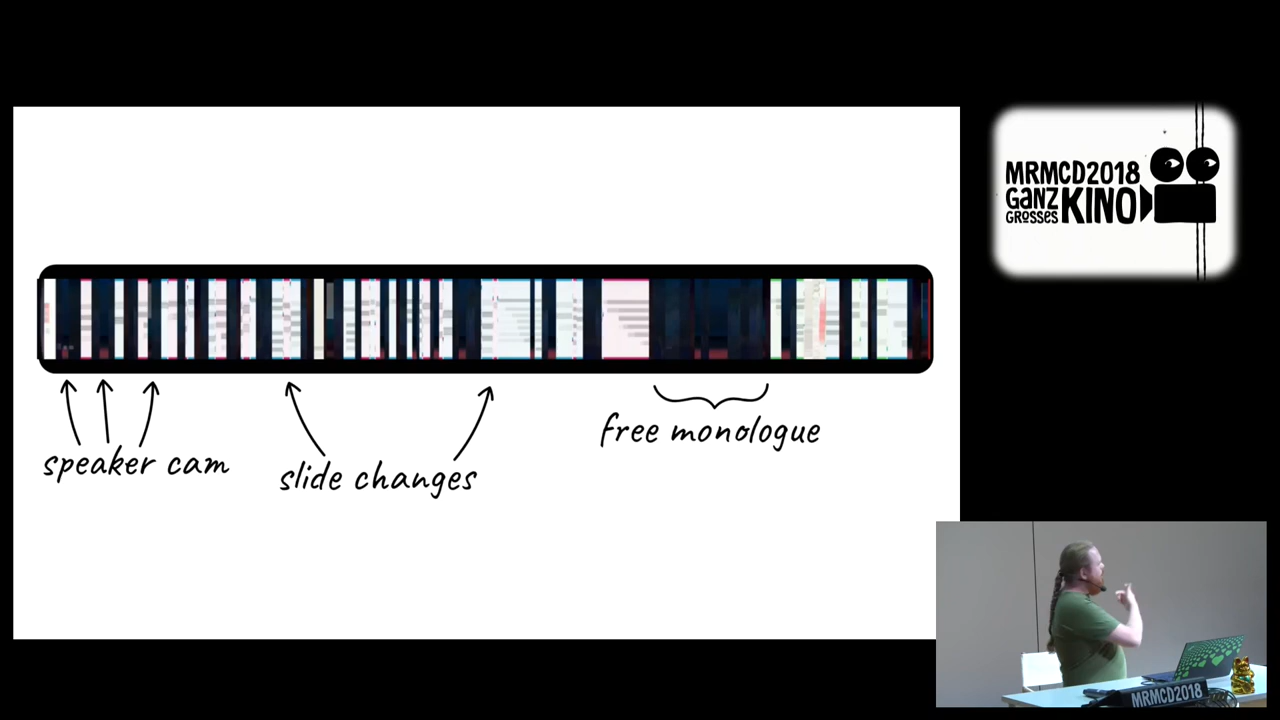 MRMCD2018
GANZ
GROSSES
KINO
speaker cam
slide changes
free monologue
MRMCD2018